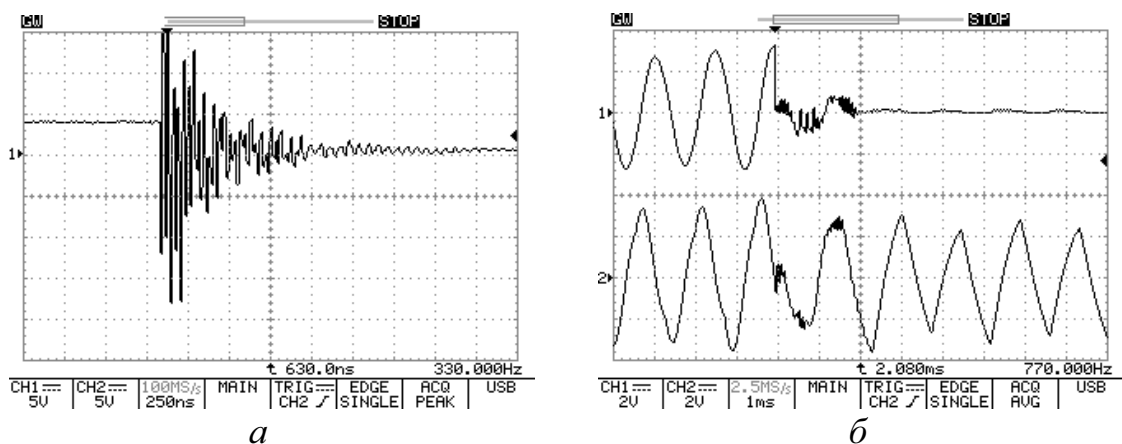 GW STOP
1
630.0ns 330.000Hz
CH1 CH2 100MS/s MAIN TRIG EDGE ACQ USB
5V 5V 250ns CH2 SINGLE PEAK
а
GW STOP
1
2
2.080ms 770.000Hz
CH1 CH2 2.5MS/s MAIN TRIG EDGE ACQ USB
2V 2V 1ms CH2 SINGLE AVG
б